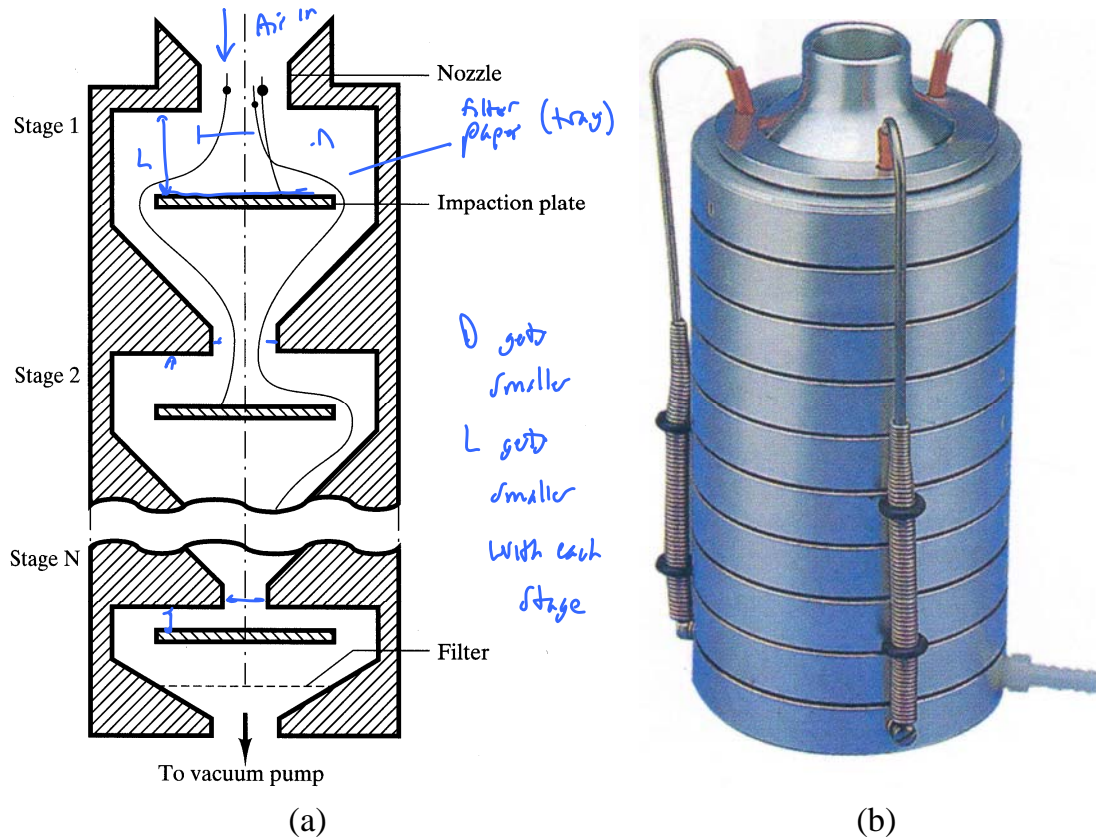 Air in
Nozzle
Stage 1
filter
paper (tray)
L
Impaction plate
D gets
smaller
Stage 2
L gets
smaller
with each
Stage N
stage
Filter
To vacuum pump
(a)
(b)